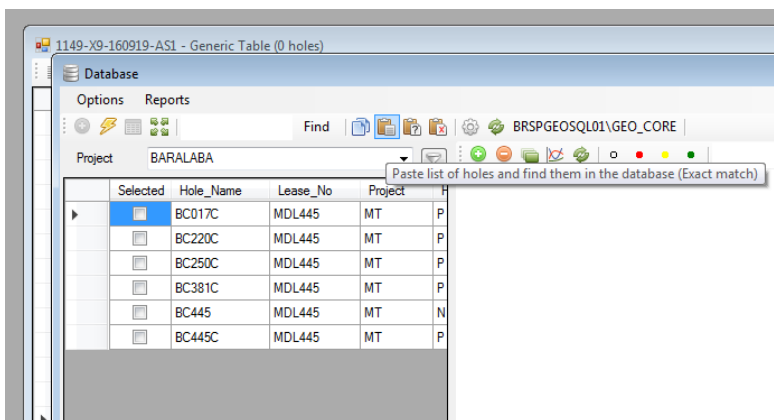 1149-X9-160919-AS1 - Generic Table (0 holes)
Database
Options Reports
Find BRSPGEOSQL01\GEO_CORE
Project BARALABA
Paste list of holes and find them in the database (Exact match)
Selected Hole_Name Lease_No Project
BC017C MDL445 MT P
BC220C MDL445 MT P
BC250C MDL445 MT P
BC381C MDL445 MT P
BC445 MDL445 MT N
BC445C MDL445 MT P